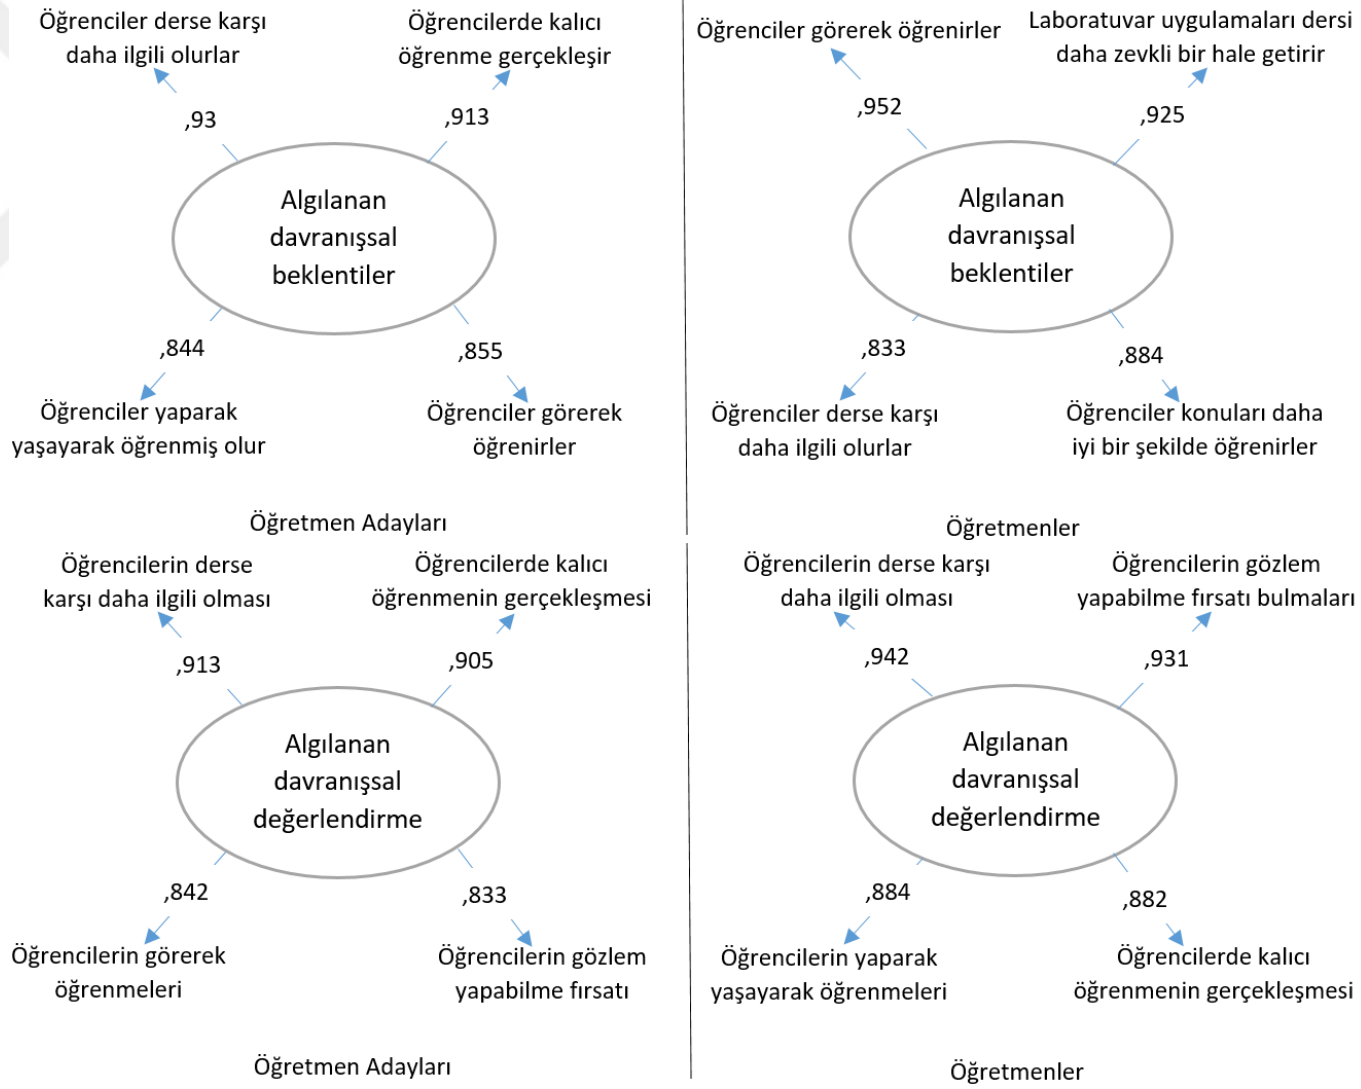 Öğrenciler derse karşı
daha ilgili olurlar
Öğrencilerde kalıcı
öğrenme gerçekleşir
,93
,913
Algılanan
davranışsal
beklentiler
,844
,855
Öğrenciler yaparak
yaşayarak öğrenmiş olur
Öğrenciler görerek
öğrenirler
Öğretmen Adayları
Öğrenciler görerek öğrenirler
Laboratuvar uygulamaları dersi
daha zevkli bir hale getirir
,952
,925
Algılanan
davranışsal
beklentiler
,833
,884
Öğrenciler derse karşı
daha ilgili olurlar
Öğrenciler konuları daha
iyi bir şekilde öğrenirler
Öğretmenler
Öğrencilerin derse
karşı daha ilgili olması
Öğrencilerde kalıcı
öğrenmenin gerçekleşmesi
,913
,905
Algılanan
davranışsal
değerlendirme
,842
,833
Öğrencilerin görerek
öğrenmeleri
Öğrencilerin gözlem
yapabilme fırsatı
Öğretmen Adayları
Öğrencilerin derse karşı
daha ilgili olması
Öğrencilerin gözlem
yapabilme fırsatı bulmaları
,942
,931
Algılanan
davranışsal
değerlendirme
,884
,882
Öğrencilerin yaparak
yaşayarak öğrenmeleri
Öğrencilerde kalıcı
öğrenmenin gerçekleşmesi
Öğretmenler